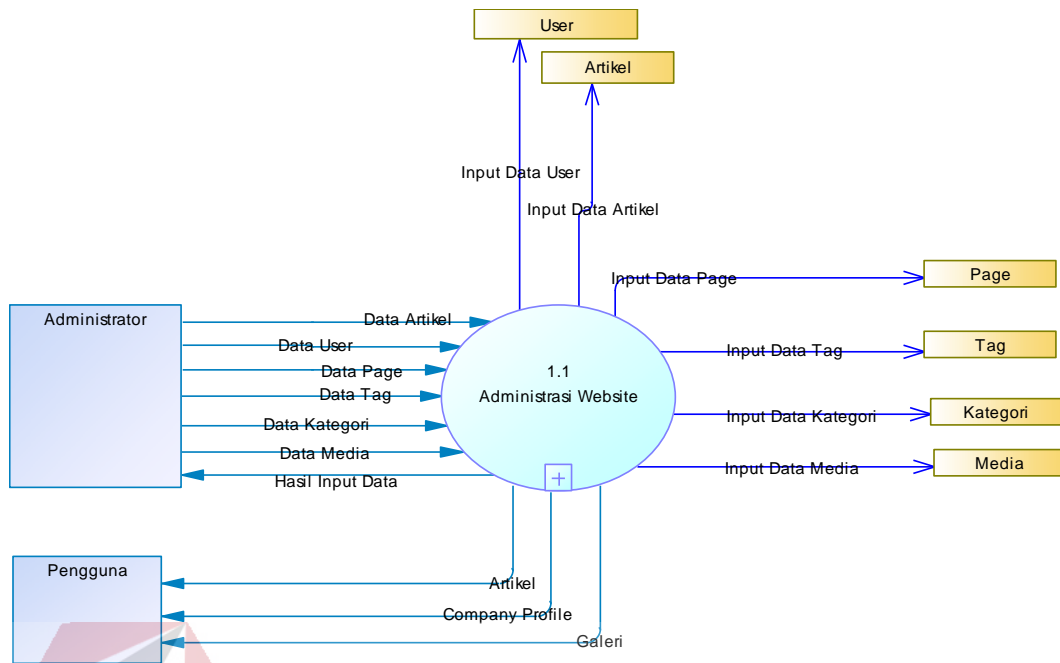 User
Artikel
Input Data User
Input Data Artikel
Input Data Page
Page
Administrator
Data Artikel
Data User
Data Page
Data Tag
Data Kategori
Data Media
Hasil Input Data
1.1
Administrasi Website
+
Input Data Tag
Tag
Input Data Kategori
Kategori
Input Data Media
Media
Pengguna
Artikel
Company Profile
Galeri